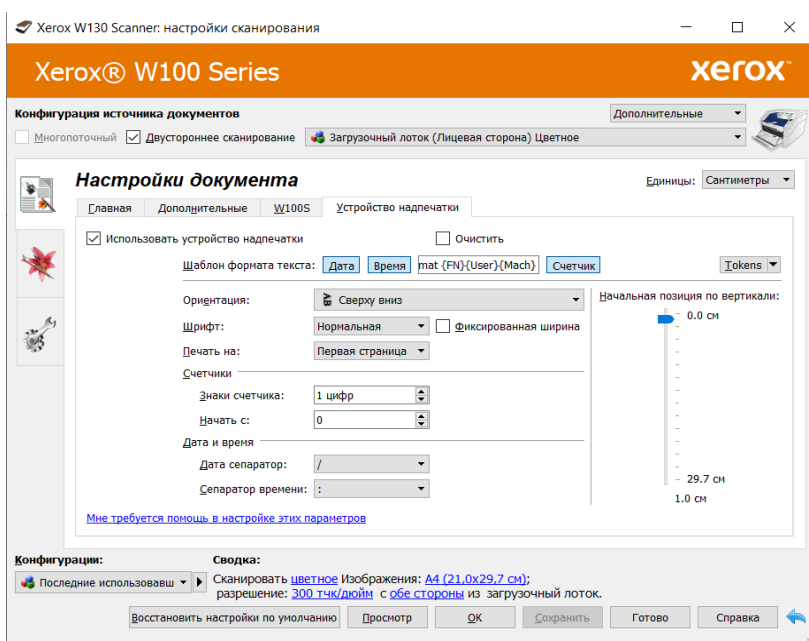 Xerox W130 Scanner: настройки сканирования
Xerox® W100 Series
xerox™
Конфигурация источника документов
Дополнительные
Многопоточный
Двустороннее сканирование
Загрузочный лоток (Лицевая сторона) Цветное
Настройки документа
Единицы: Сантиметры
Главная
Дополнительные
W100S
Устройство надпечатки
Использовать устройство надпечатки
Очистить
Шаблон формата текста: Дата Время mat {FN}{User}{Mach} Счетчик
Tokens
Ориентация: Сверху вниз
Начальная позиция по вертикали:
0.0 см
Шрифт: Нормальная
Фиксированная ширина
Печать на: Первая страница
Счетчики
Знаки счетчика: 1 цифр
Начать с: 0
Дата и время
Дата сепаратор: /
29.7 см
Сепаратор времени: :
1.0 см
Мне требуется помощь в настройке этих параметров
Конфигурации:
Сводка:
Последние использовавш
Сканировать цветное Изображения: A4 (21,0x29,7 см);
разрешение: 300 тчк/дюйм с обе стороны из загрузочный лоток.
Восстановить настройки по умолчанию
Просмотр
OK
Сохранить
Готово
Справка